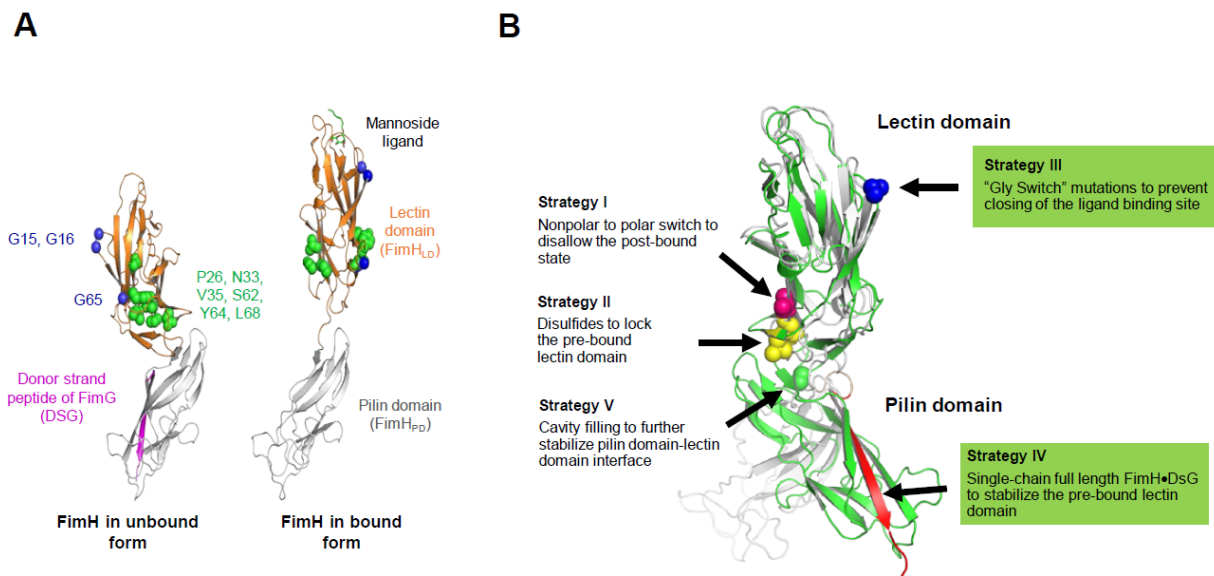 A
Mannoside
ligand
Lectin
domain
(FimHLD)
G15, G16
G65
P26, N33,
V35, S62,
Y64, L68
Donor strand
peptide of FimG
(DSG)
Pilin domain
(FimHPD)
FimH in unbound
form
FimH in bound
form
B
Lectin domain
Strategy III
"Gly Switch" mutations to prevent
closing of the ligand binding site
Strategy I
Nonpolar to polar switch to
disallow the post-bound
state
Strategy II
Disulfides to lock
the pre-bound
lectin domain
Strategy V
Cavity filling to further
stabilize pilin domain-lectin
domain interface
Pilin domain
Strategy IV
Single-chain full length FimH•DsG
to stabilize the pre-bound lectin
domain